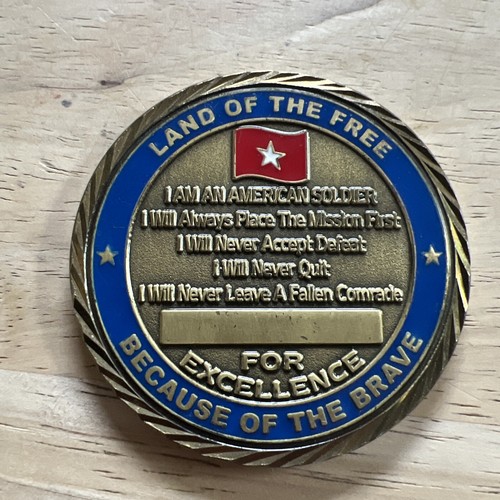 LAND OF THE FREE
I AM AN AMERICAN SOLDIER
I Will Always Place The Mission First
I Will Never Accept Defeat
I Will Never Quit
I Will Never Leave A Fallen Comrade
FOR
EXCELLENCE
BECAUSE OF THE BRAVE